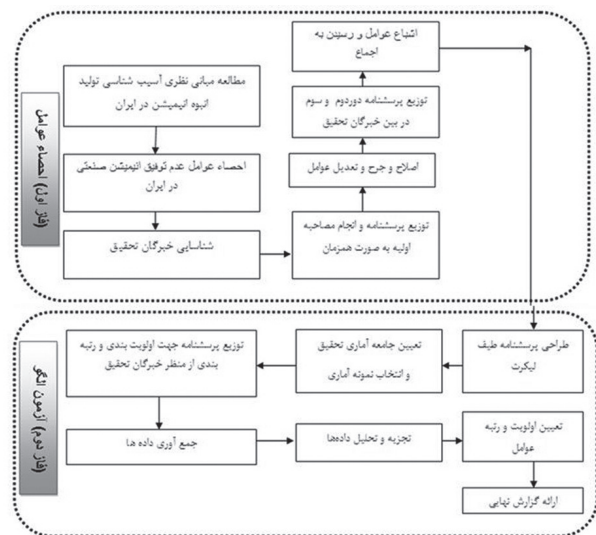 (فاز اول) احصاء عوامل
مطالعه مبانی نظری آسیب شناسی تولید
انبوه انیمیشن در ایران
احصاء عوامل عدم توفیق انیمیشن صنعتی
در ایران
شناسایی خبرگان تحقیق
توزیع پرسشنامه و انجام مصاحبه
اولیه به صورت همزمان
اصلاح و جرح و تعدیل عوامل
توزیع پرسشنامه دوردوم و سوم
در بین خبرگان تحقیق
اشباع عوامل و رسیدن به
اجماع
(فاز دوم) آزمون الگو
طراحی پرسشنامه طیف
لیکرت
تعیین جامعه آماری تحقیق
و انتخاب نمونه آماری
توزیع پرسشنامه جهت اولویت بندی و رتبه
بندی از منظر خبرگان تحقیق
جمع آوری داده ها
تجزیه و تحلیل داده‌ها
تعیین اولویت و رتبه
عوامل
ارائه گزارش نهایی